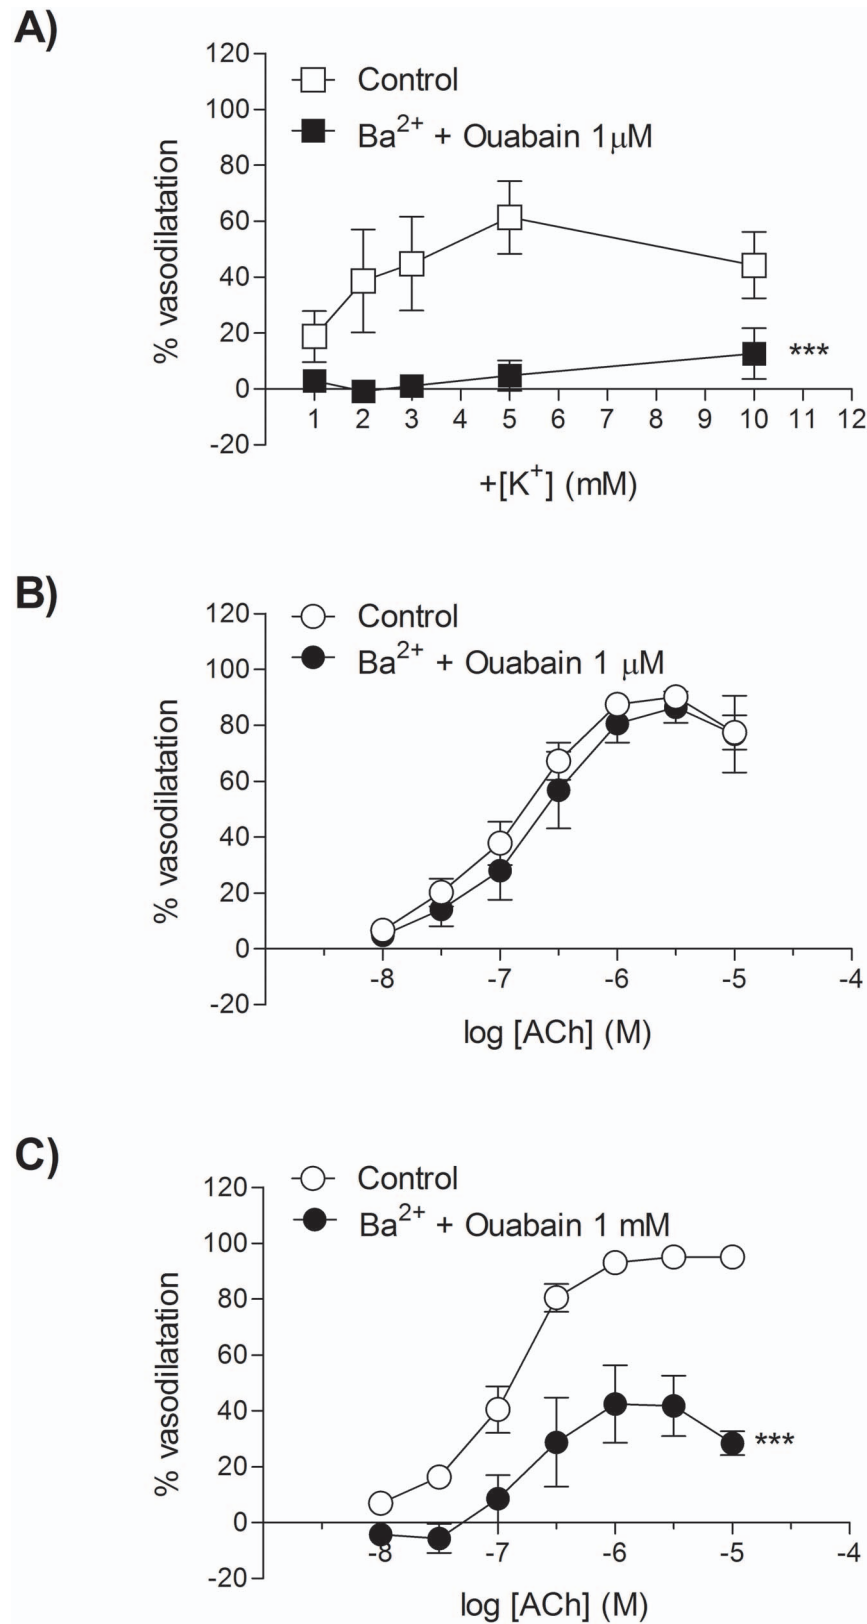 A)
120
Control
100
Ba²⁺ + Ouabain 1μM
80
60
40
20
0
-20
% vasodilatation
***
1 2 3 4 5 6 7 8 9 10 11 12
+[K⁺] (mM)
B)
120
Control
100
Ba²⁺ + Ouabain 1 μM
80
60
40
20
0
-20
% vasodilatation
-8 -7 -6 -5 -4
log [ACh] (M)
C)
120
Control
Ba²⁺ + Ouabain 1 mM
100
80
60
40
20
0
-20
% vasodilatation
***
-8 -7 -6 -5 -4
log [ACh] (M)